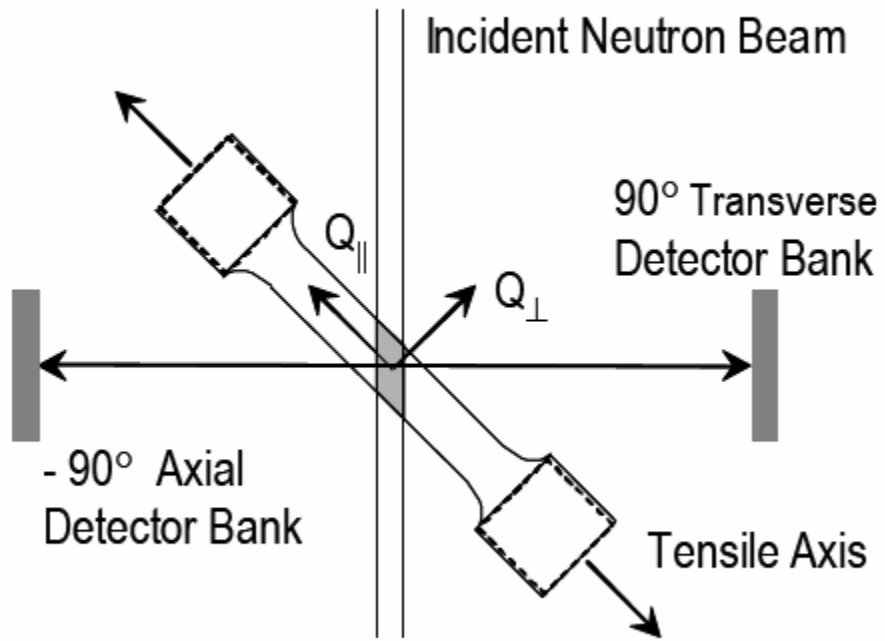 Incident Neutron Beam
90° Transverse
Detector Bank
Q∥
Q⊥
- 90° Axial
Detector Bank
Tensile Axis